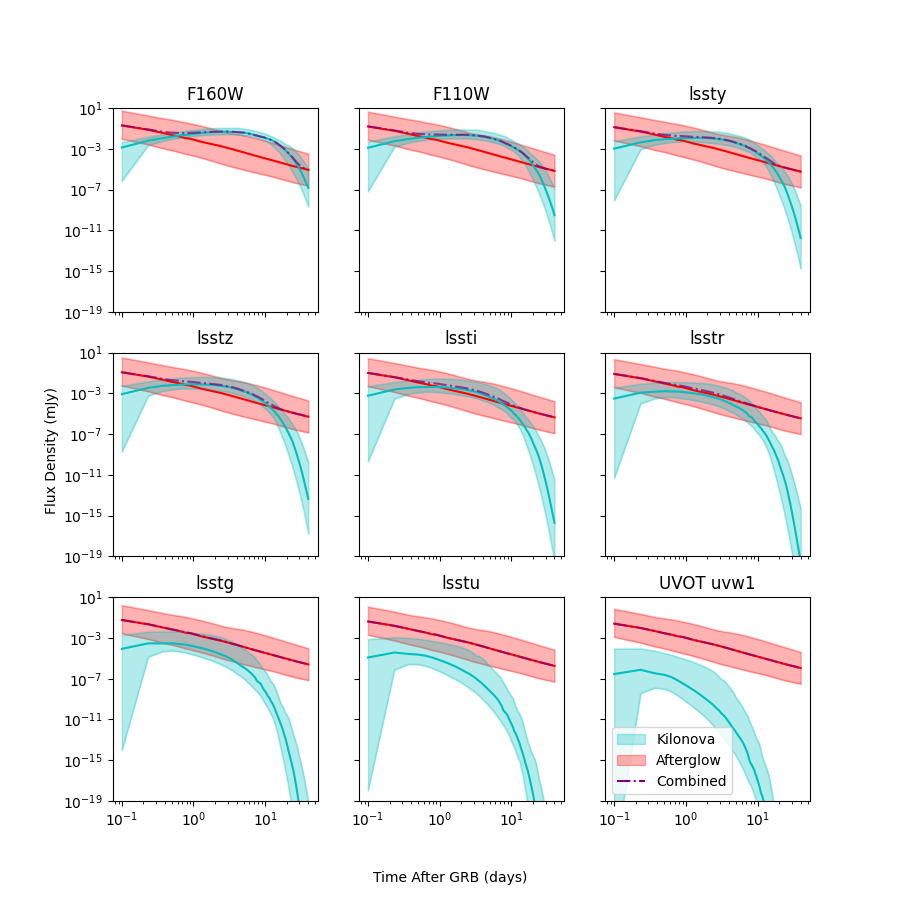 F160W F110W lssty
10^1
10^-3
10^-7
10^-11
10^-15
10^-19
lsstz lssti lsstr
10^1
10^-3
10^-7
10^-11
10^-15
10^-19
Flux Density (mJy)
lsstg lsstu UVOT uvw1
10^1
10^-3
10^-7
10^-11
10^-15
10^-19
Kilonova
Afterglow
Combined
10^-1 10^0 10^1 10^-1 10^0 10^1 10^-1 10^0 10^1
Time After GRB (days)